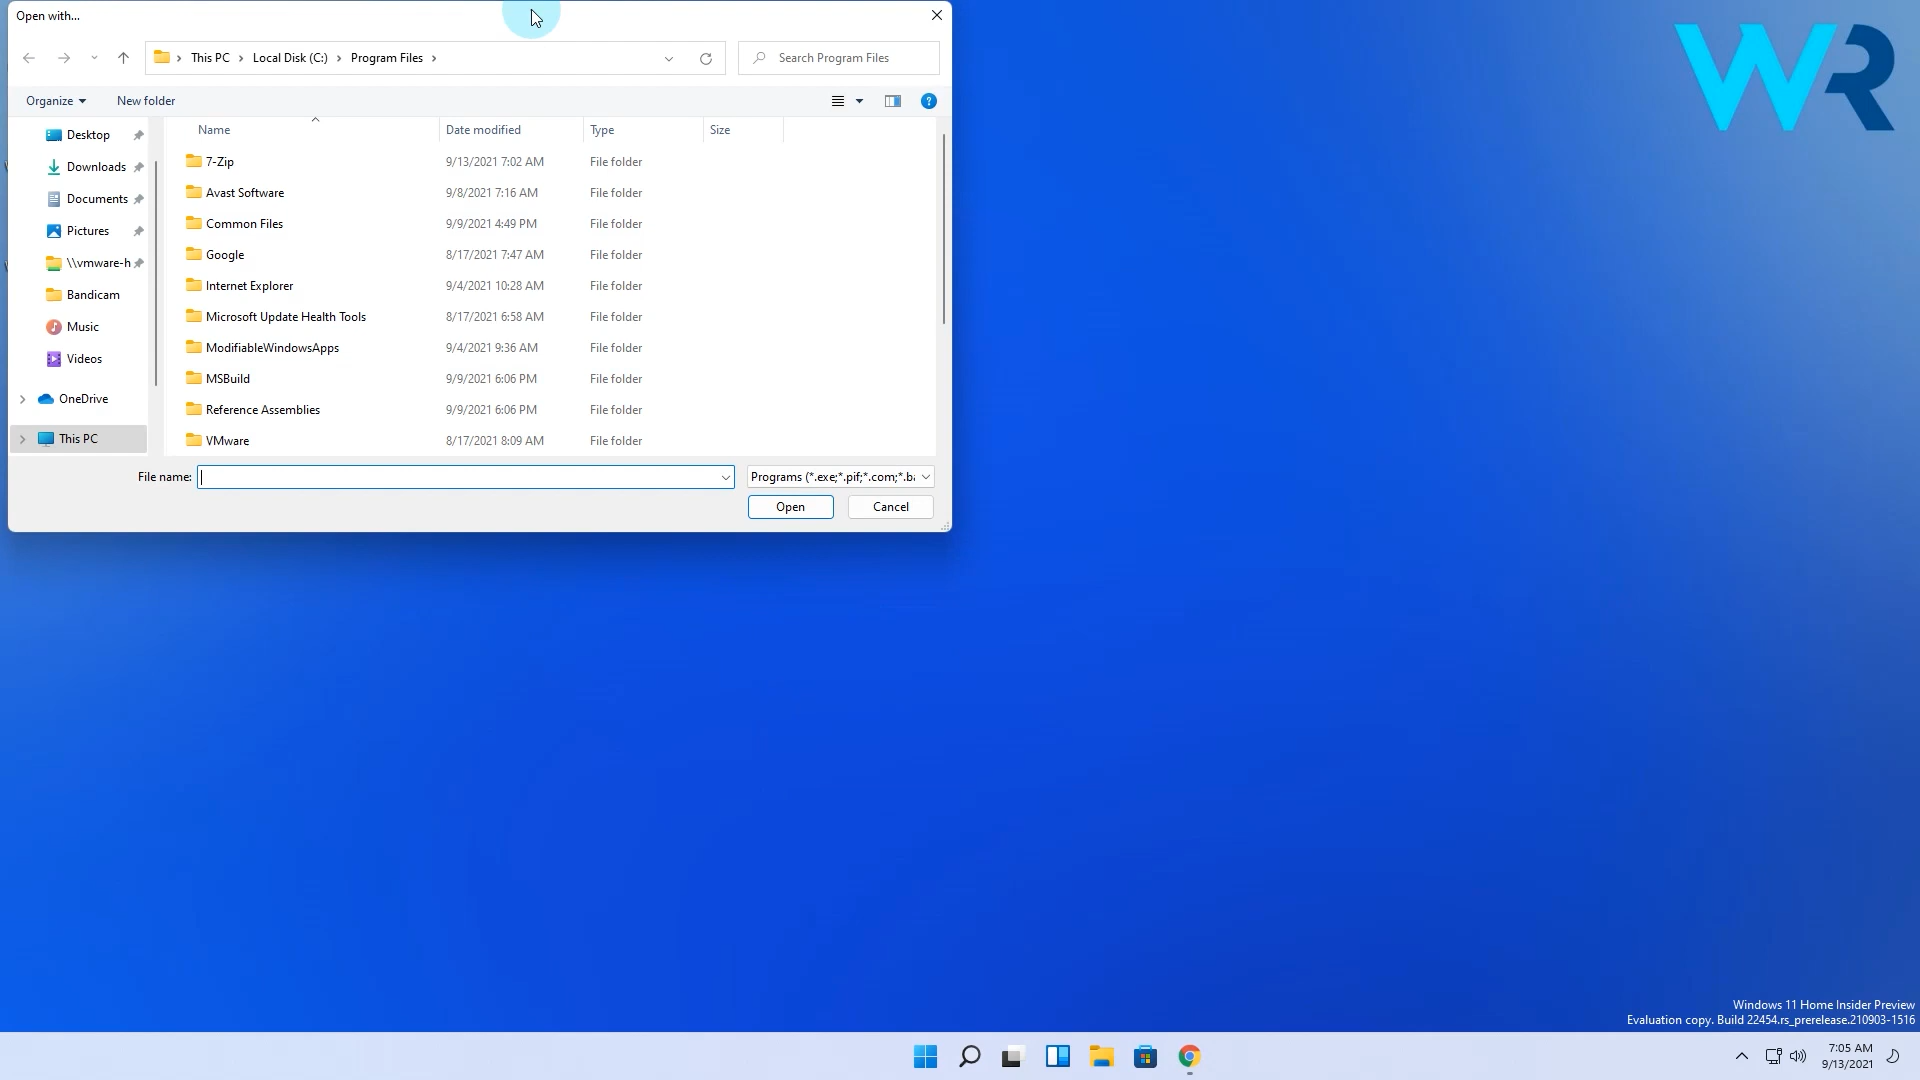 Open with...
This PC > Local Disk (C:) > Program Files >
Search Program Files
Organize
New folder
Name Date modified Type Size
Desktop
Downloads
Documents
Pictures
\\vmware-h
Bandicam
Music
Videos
OneDrive
This PC
7-Zip 9/13/2021 7:02 AM File folder
Avast Software 9/8/2021 7:16 AM File folder
Common Files 9/9/2021 4:49 PM File folder
Google 8/17/2021 7:47 AM File folder
Internet Explorer 9/4/2021 10:28 AM File folder
Microsoft Update Health Tools 8/17/2021 6:58 AM File folder
ModifiableWindowsApps 9/4/2021 9:36 AM File folder
MSBuild 9/9/2021 6:06 PM File folder
Reference Assemblies 9/9/2021 6:06 PM File folder
VMware 8/17/2021 8:09 AM File folder
File name:
Programs (*.exe;*.pif;*.com;*.ba
Open
Cancel
WR
Windows 11 Home Insider Preview
Evaluation copy. Build 22454.rs_prerelease.210903-1516
7:05 AM
9/13/2021